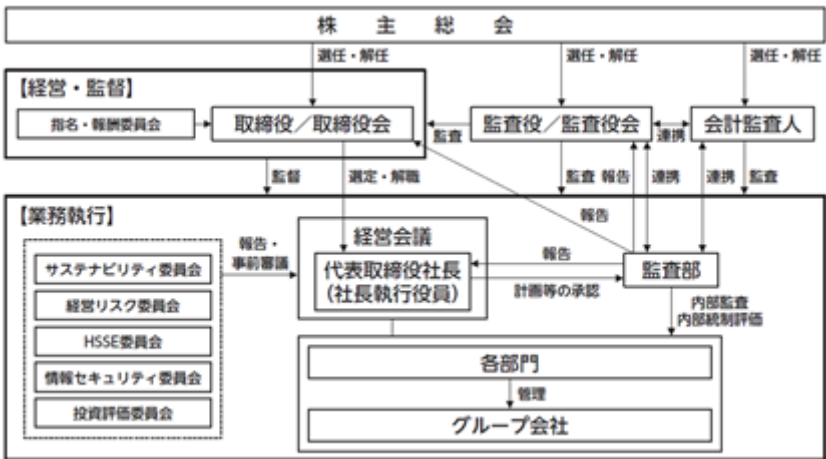 株主総会
選任・解任
選任・解任
選任・解任
【経営・監督】
指名・報酬委員会
取締役／取締役会
監査
監査役／監査役会
連携
会計監査人
監督
選定・解職
監査
報告
連携
連携
監査
【業務執行】
報告
サステナビリティ委員会
経営リスク委員会
HSSE委員会
情報セキュリティ委員会
投資評価委員会
報告・
事前審議
経営会議
代表取締役社長
（社長執行役員）
報告
計画等の承認
監査部
内部監査
内部統制評価
各部門
管理
グループ会社